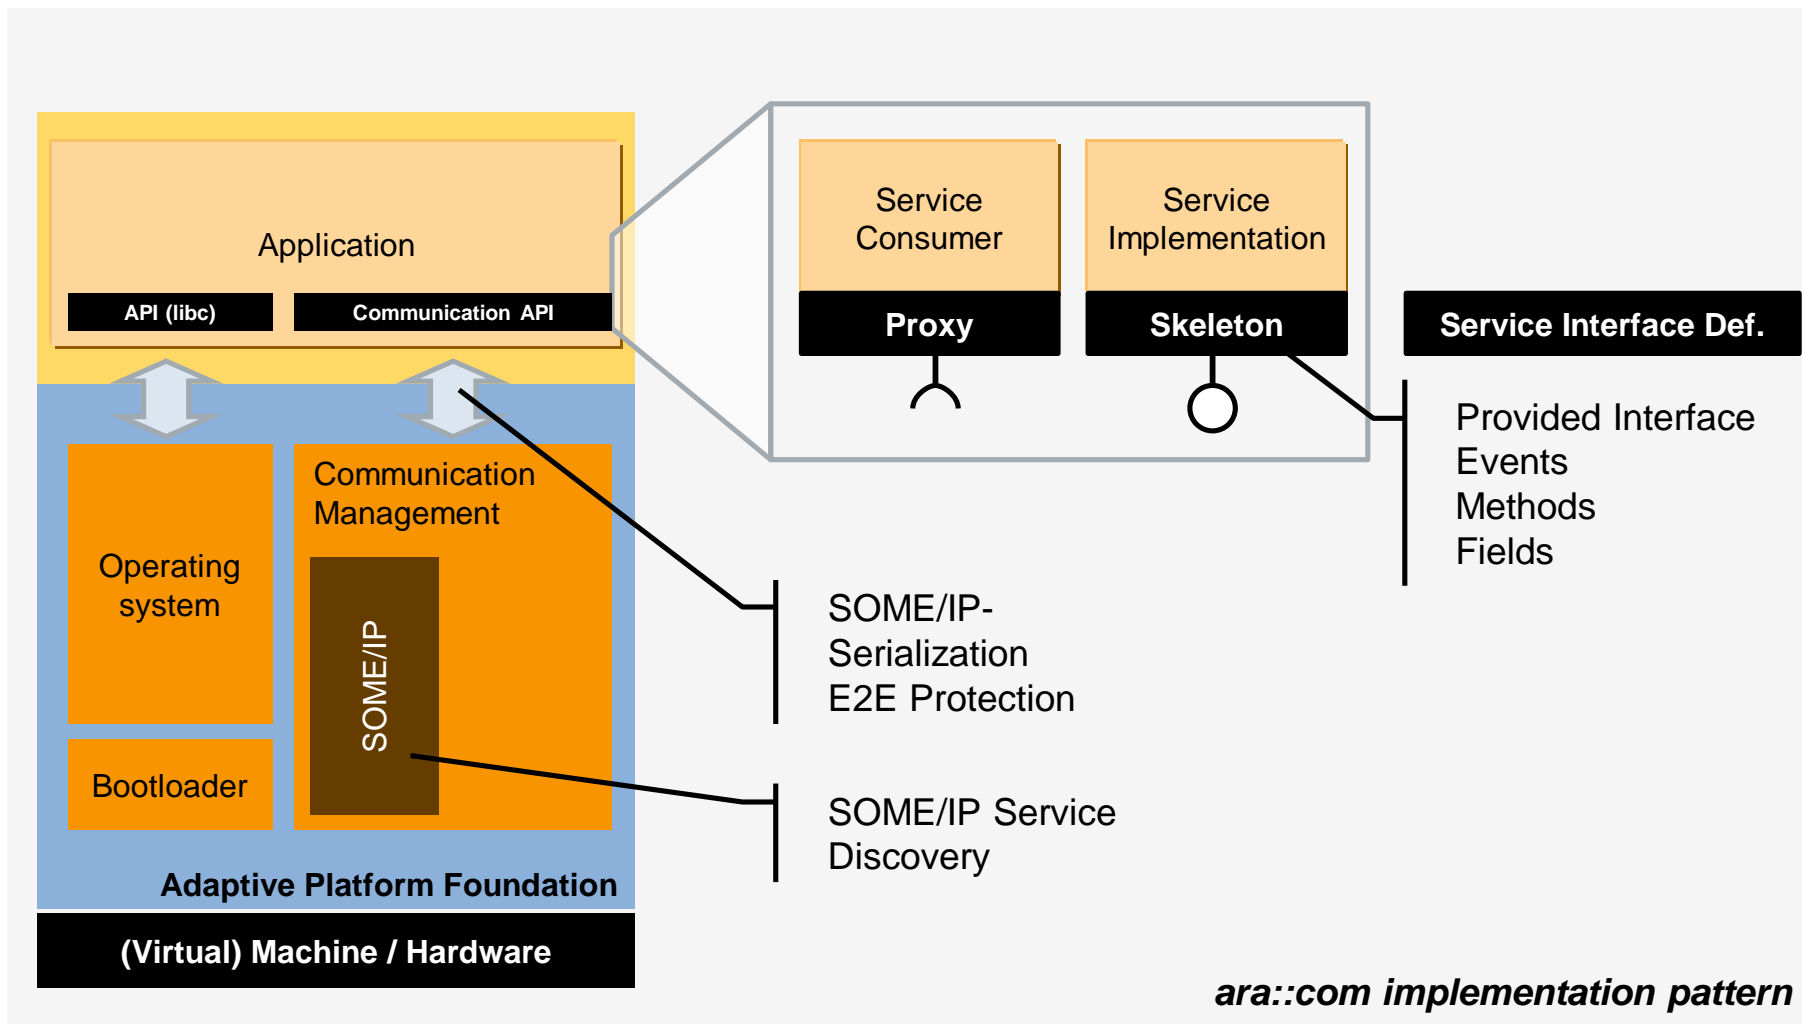 Application
API (libc)
Communication API
Operating
system
Bootloader
Communication
Management
SOME/IP
Adaptive Platform Foundation
(Virtual) Machine / Hardware
Service
Consumer
Proxy
Service
Implementation
Skeleton
Service Interface Def.
Provided Interface
Events
Methods
Fields
SOME/IP-
Serialization
E2E Protection
SOME/IP Service
Discovery
ara::com implementation pattern